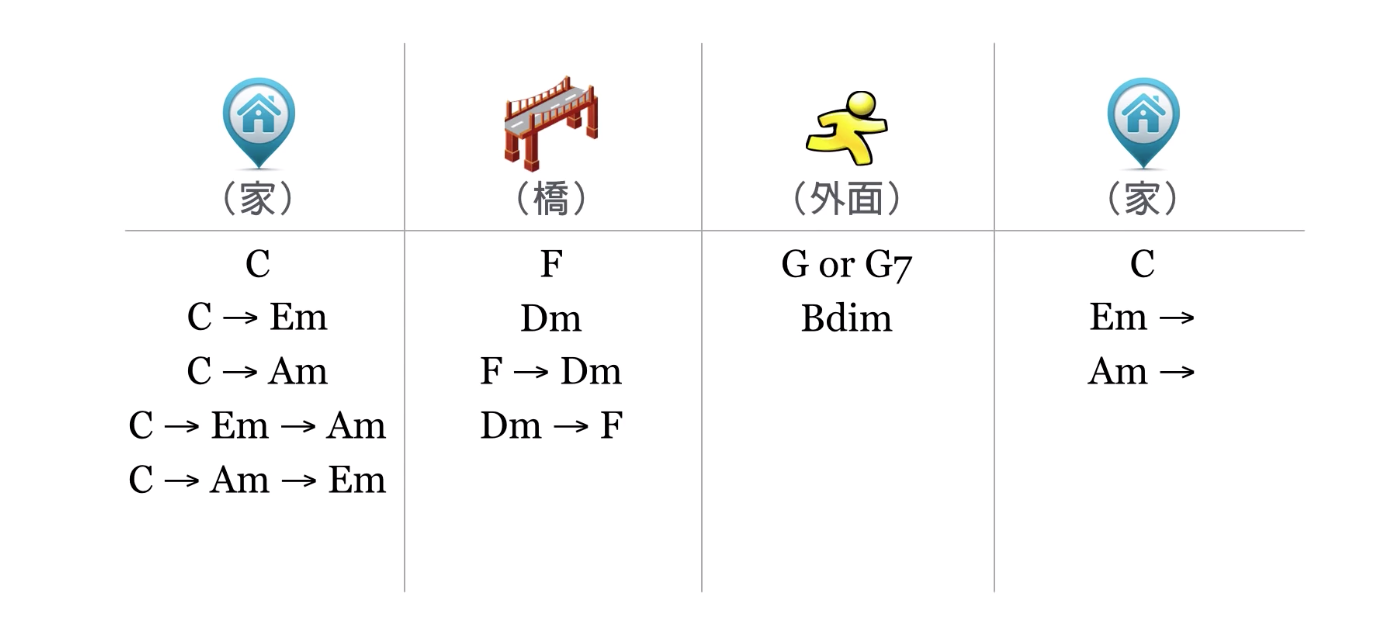 （家） （橋） （外面） （家）
C F G or G7 C
C → Em Dm Bdim Em →
C → Am F → Dm Am →
C → Em → Am Dm → F
C → Am → Em